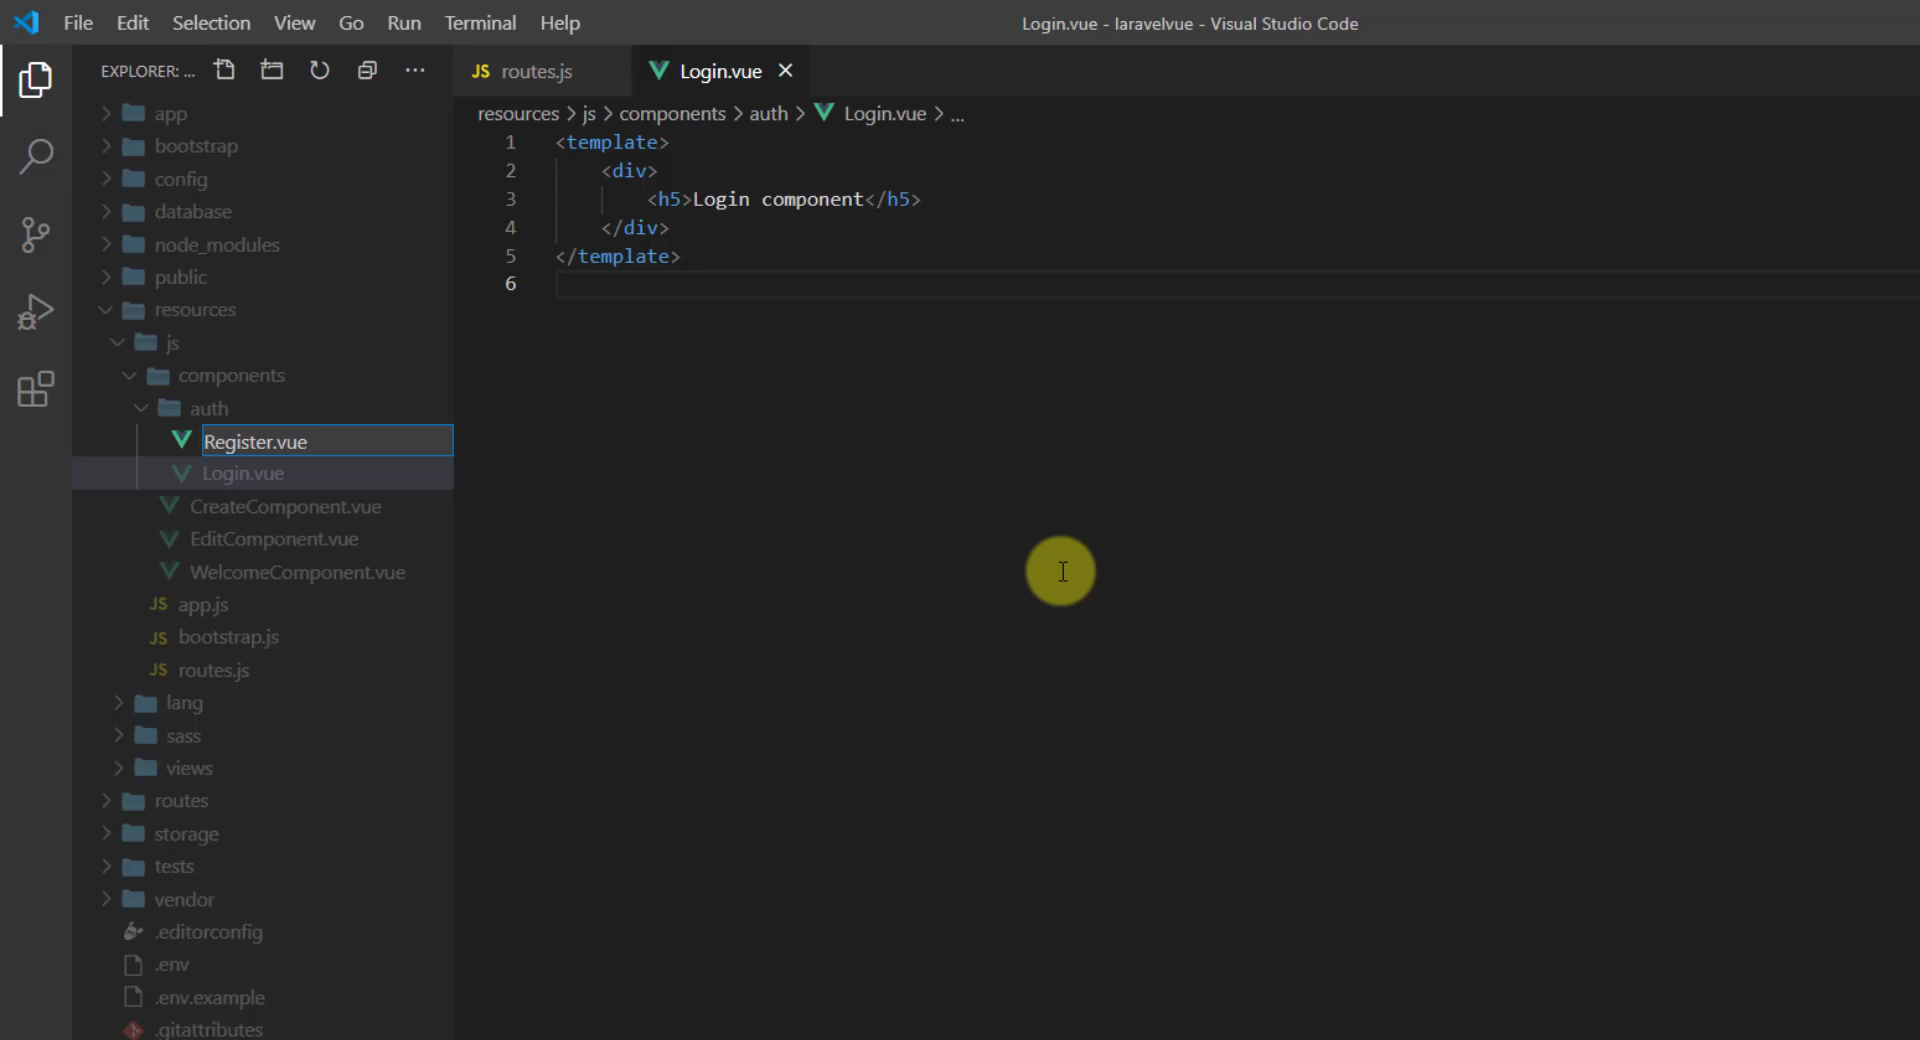 File Edit Selection View Go Run Terminal Help Login.vue - laravelvue - Visual Studio Code
EXPLORER: ...
JS routes.js
Login.vue
resources > js > components > auth > Login.vue > ...
1 <template>
2 <div>
3 <h5>Login component</h5>
4 </div>
5 </template>
6
app
bootstrap
config
database
node_modules
public
resources
js
components
auth
Register.vue
Login.vue
CreateComponent.vue
EditComponent.vue
WelcomeComponent.vue
JS app.js
JS bootstrap.js
JS routes.js
lang
sass
views
routes
storage
tests
vendor
.editorconfig
.env
.env.example
.gitattributes